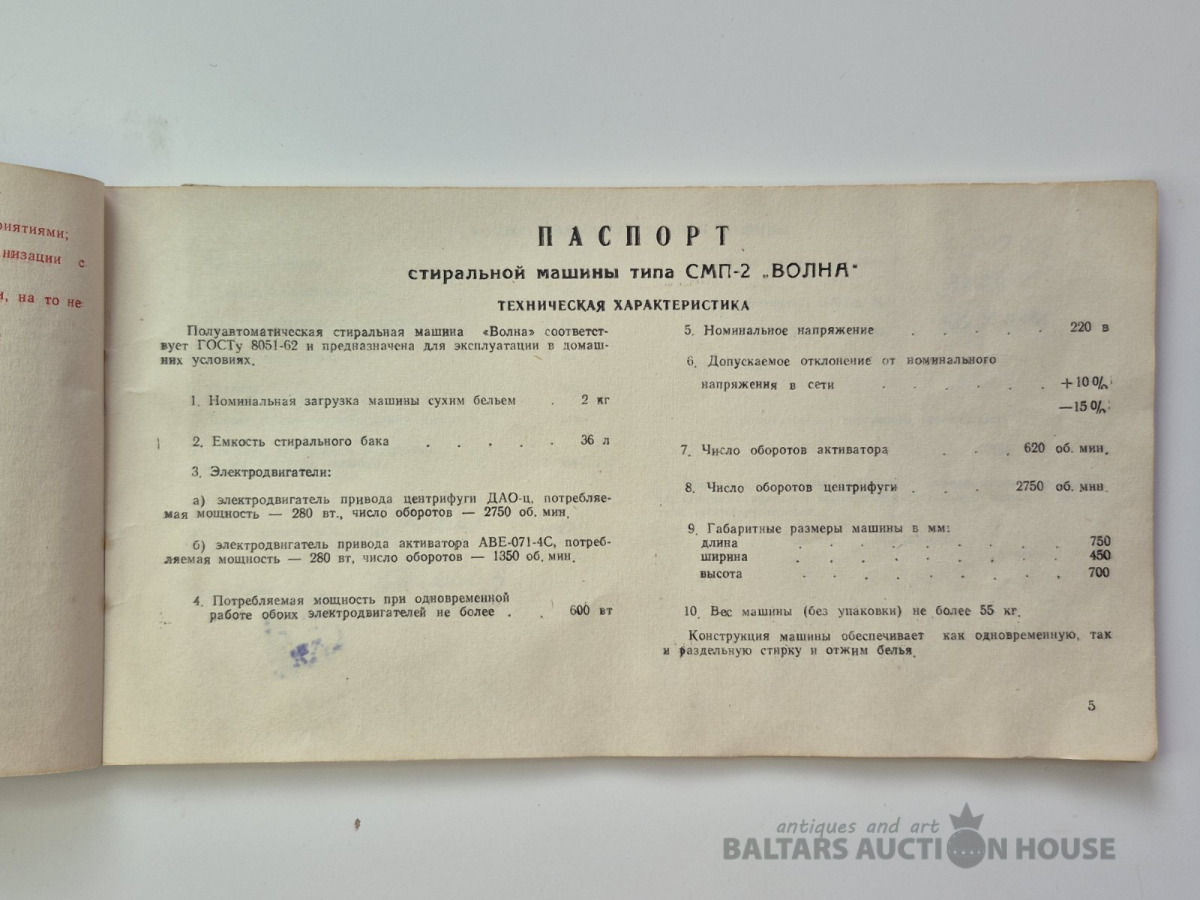 риятиями;
низации с
и, на то не
ПАСПОРТ
стиральной машины типа СМП-2 „ВОЛНА“
ТЕХНИЧЕСКАЯ ХАРАКТЕРИСТИКА
Полуавтоматическая стиральная машина «Волна» соответст-
вует ГОСТу 8051-62 и предназначена для эксплуатации в домаш-
них условиях.
1. Номинальная загрузка машины сухим бельем . 2 кг
2. Емкость стирального бака . . . . . 36 л
3. Электродвигатели:
а) электродвигатель привода центрифуги ДАО-ц, потребляе-
мая мощность — 280 вт., число оборотов — 2750 об. мин.
б) электродвигатель привода активатора АВЕ-071-4С, потреб-
ляемая мощность — 280 вт, число оборотов — 1350 об. мин.
4. Потребляемая мощность при одновременной
работе обоих электродвигателей не более . . 600 вт
5. Номинальное напряжение . . . . . 220 в
6. Допускаемое отклонение от номинального
напряжения в сети . . . . . . +10%
—15%
7. Число оборотов активатора . . . 620 об. мин.
8. Число оборотов центрифуги . . . 2750 об. мин.
9. Габаритные размеры машины в мм:
длина . . . . . . . . . 750
ширина . . . . . . . . . 450
высота . . . . . . . . . 700
10. Вес машины (без упаковки) не более 55 кг.
Конструкция машины обеспечивает как одновременную, так
и раздельную стирку и отжим белья.
5
antiques and art
BALTARS AUCTION HOUSE